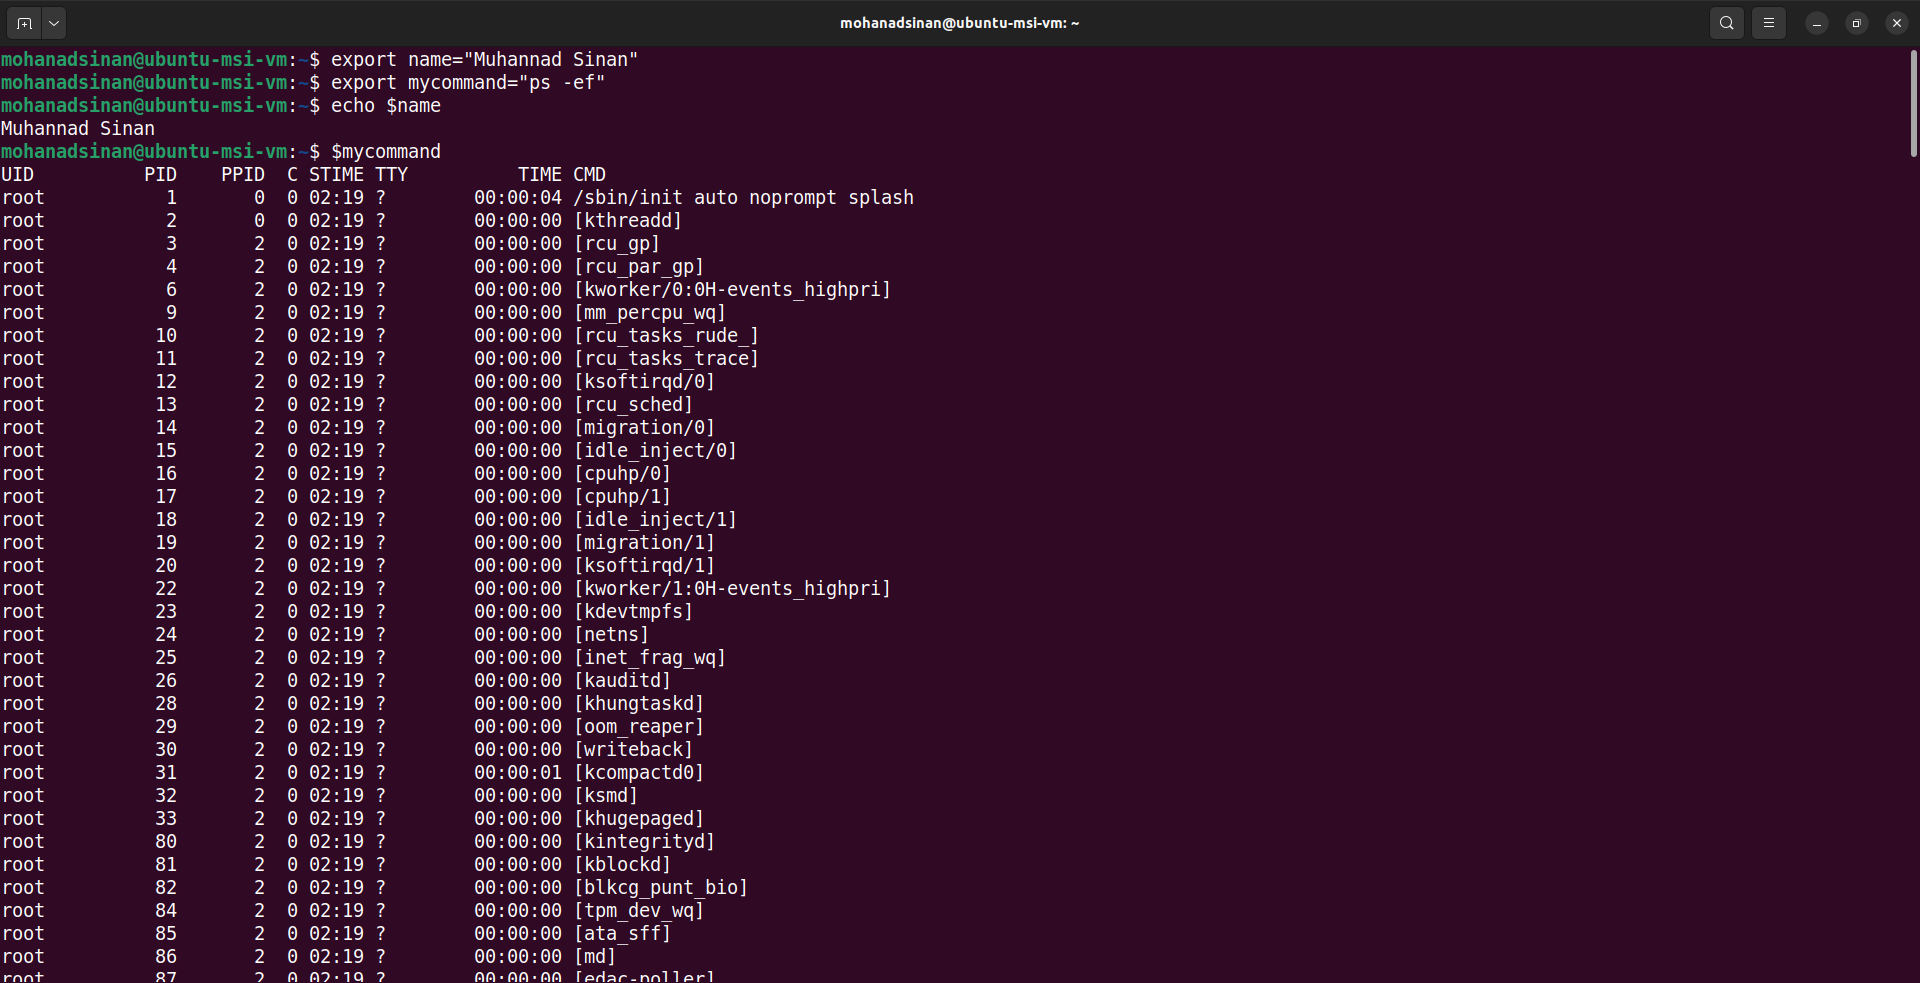 mohanadsinan@ubuntu-msi-vm: ~
mohanadsinan@ubuntu-msi-vm:~$ export name="Muhannad Sinan"
mohanadsinan@ubuntu-msi-vm:~$ export mycommand="ps -ef"
mohanadsinan@ubuntu-msi-vm:~$ echo $name
Muhannad Sinan
mohanadsinan@ubuntu-msi-vm:~$ $mycommand
UID          PID    PPID  C STIME TTY          TIME CMD
root           1       0  0 02:19 ?        00:00:04 /sbin/init auto noprompt splash
root           2       0  0 02:19 ?        00:00:00 [kthreadd]
root           3       2  0 02:19 ?        00:00:00 [rcu_gp]
root           4       2  0 02:19 ?        00:00:00 [rcu_par_gp]
root           6       2  0 02:19 ?        00:00:00 [kworker/0:0H-events_highpri]
root           9       2  0 02:19 ?        00:00:00 [mm_percpu_wq]
root          10       2  0 02:19 ?        00:00:00 [rcu_tasks_rude_]
root          11       2  0 02:19 ?        00:00:00 [rcu_tasks_trace]
root          12       2  0 02:19 ?        00:00:00 [ksoftirqd/0]
root          13       2  0 02:19 ?        00:00:00 [rcu_sched]
root          14       2  0 02:19 ?        00:00:00 [migration/0]
root          15       2  0 02:19 ?        00:00:00 [idle_inject/0]
root          16       2  0 02:19 ?        00:00:00 [cpuhp/0]
root          17       2  0 02:19 ?        00:00:00 [cpuhp/1]
root          18       2  0 02:19 ?        00:00:00 [idle_inject/1]
root          19       2  0 02:19 ?        00:00:00 [migration/1]
root          20       2  0 02:19 ?        00:00:00 [ksoftirqd/1]
root          22       2  0 02:19 ?        00:00:00 [kworker/1:0H-events_highpri]
root          23       2  0 02:19 ?        00:00:00 [kdevtmpfs]
root          24       2  0 02:19 ?        00:00:00 [netns]
root          25       2  0 02:19 ?        00:00:00 [inet_frag_wq]
root          26       2  0 02:19 ?        00:00:00 [kauditd]
root          28       2  0 02:19 ?        00:00:00 [khungtaskd]
root          29       2  0 02:19 ?        00:00:00 [oom_reaper]
root          30       2  0 02:19 ?        00:00:00 [writeback]
root          31       2  0 02:19 ?        00:00:01 [kcompactd0]
root          32       2  0 02:19 ?        00:00:00 [ksmd]
root          33       2  0 02:19 ?        00:00:00 [khugepaged]
root          80       2  0 02:19 ?        00:00:00 [kintegrityd]
root          81       2  0 02:19 ?        00:00:00 [kblockd]
root          82       2  0 02:19 ?        00:00:00 [blkcg_punt_bio]
root          84       2  0 02:19 ?        00:00:00 [tpm_dev_wq]
root          85       2  0 02:19 ?        00:00:00 [ata_sff]
root          86       2  0 02:19 ?        00:00:00 [md]
root          87       2  0 02:19 ?        00:00:00 [edac-poller]